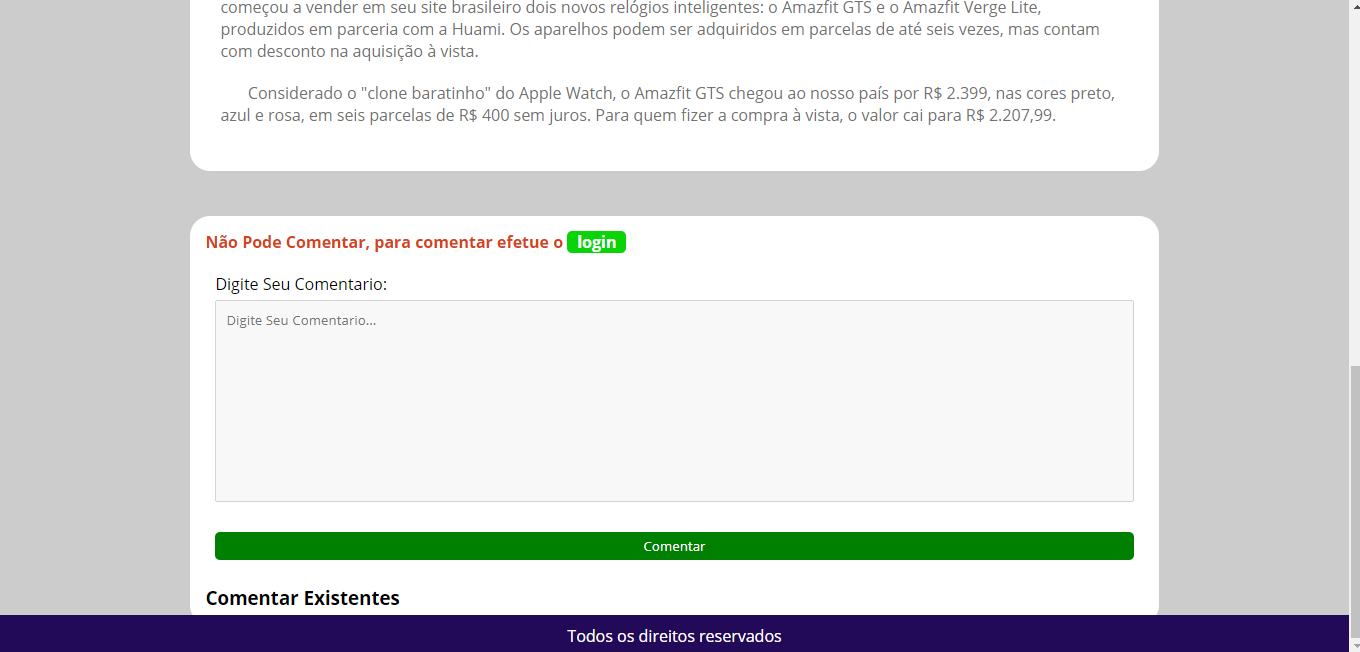 começou a vender em seu site brasileiro dois novos relógios inteligentes: o Amazfit GTS e o Amazfit Verge Lite,
produzidos em parceria com a Huami. Os aparelhos podem ser adquiridos em parcelas de até seis vezes, mas contam
com desconto na aquisição à vista.
Considerado o "clone baratinho" do Apple Watch, o Amazfit GTS chegou ao nosso país por R$ 2.399, nas cores preto,
azul e rosa, em seis parcelas de R$ 400 sem juros. Para quem fizer a compra à vista, o valor cai para R$ 2.207,99.
Não Pode Comentar, para comentar efetue o login
Digite Seu Comentario:
Digite Seu Comentario...
Comentar
Comentar Existentes
Todos os direitos reservados